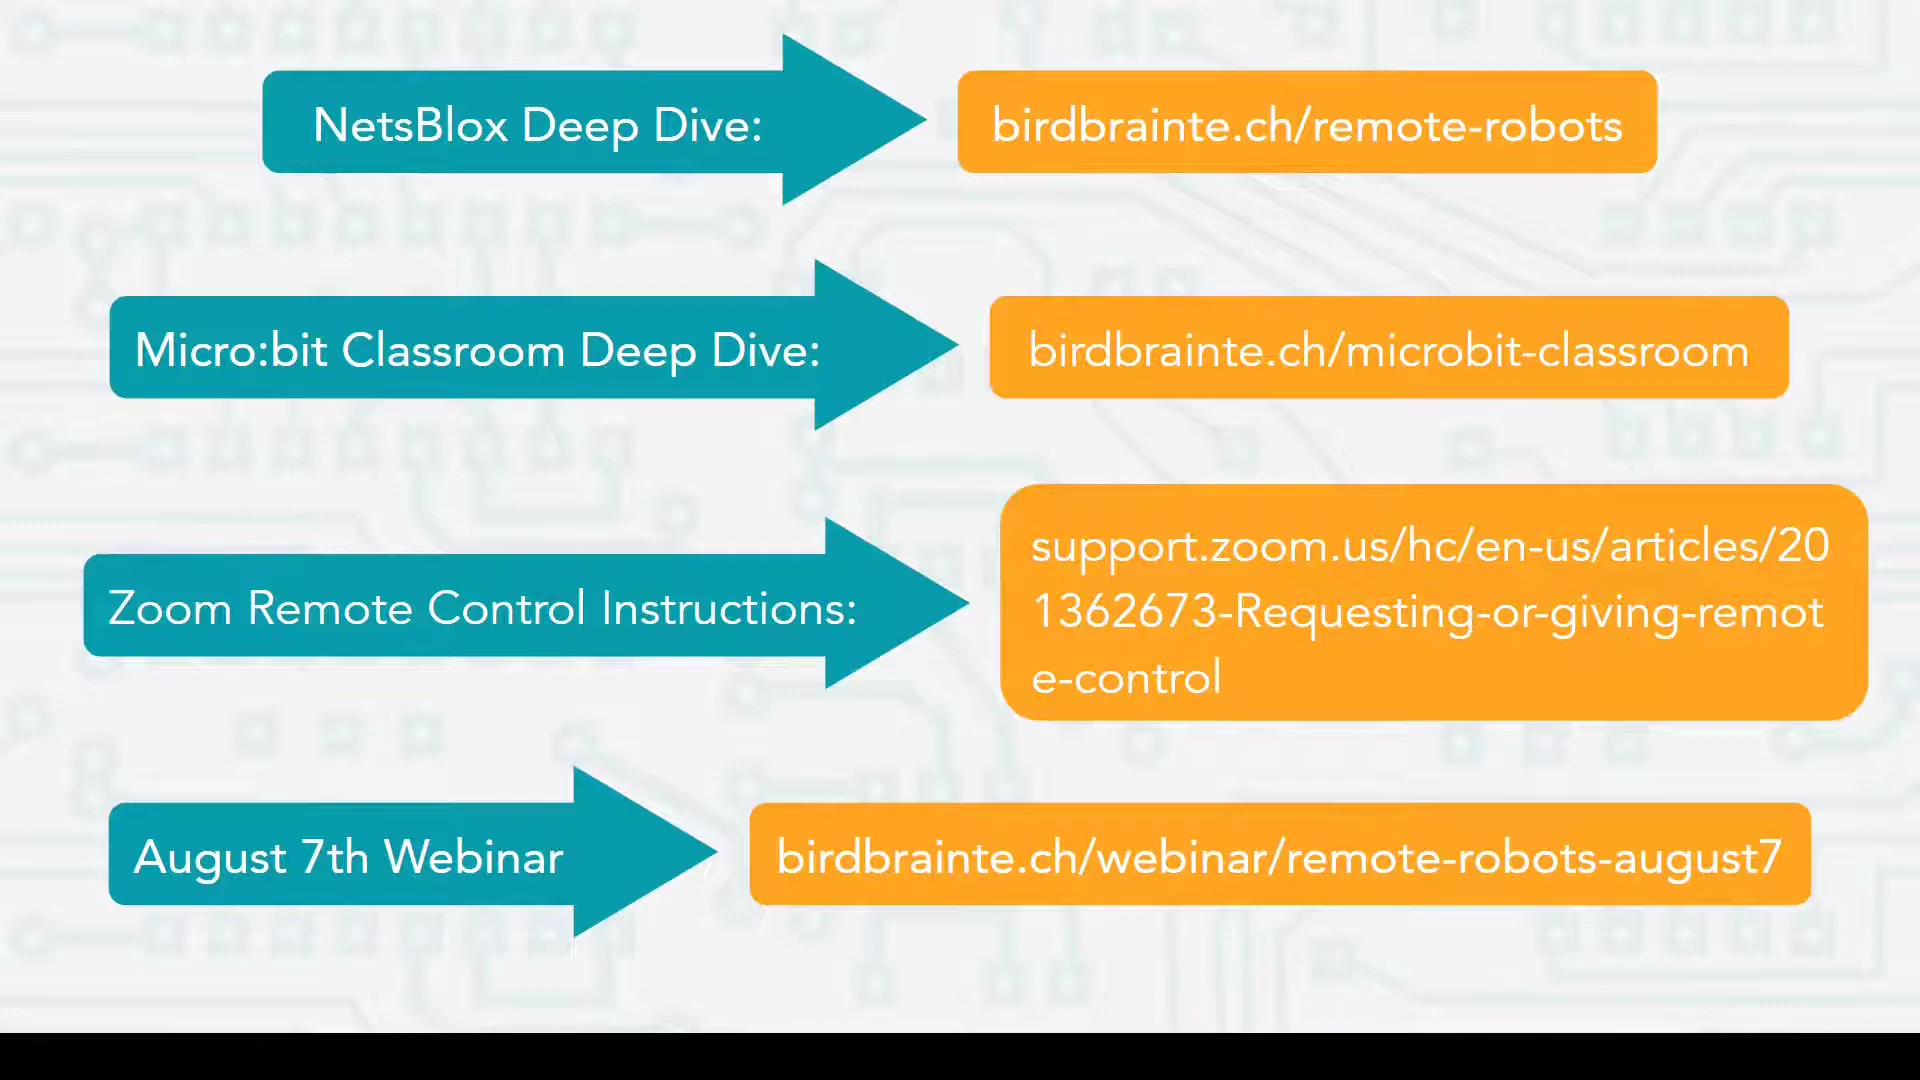 NetsBlox Deep Dive:
birdbrainte.ch/remote-robots
Micro:bit Classroom Deep Dive:
birdbrainte.ch/microbit-classroom
Zoom Remote Control Instructions:
support.zoom.us/hc/en-us/articles/20
1362673-Requesting-or-giving-remot
e-control
August 7th Webinar
birdbrainte.ch/webinar/remote-robots-august7